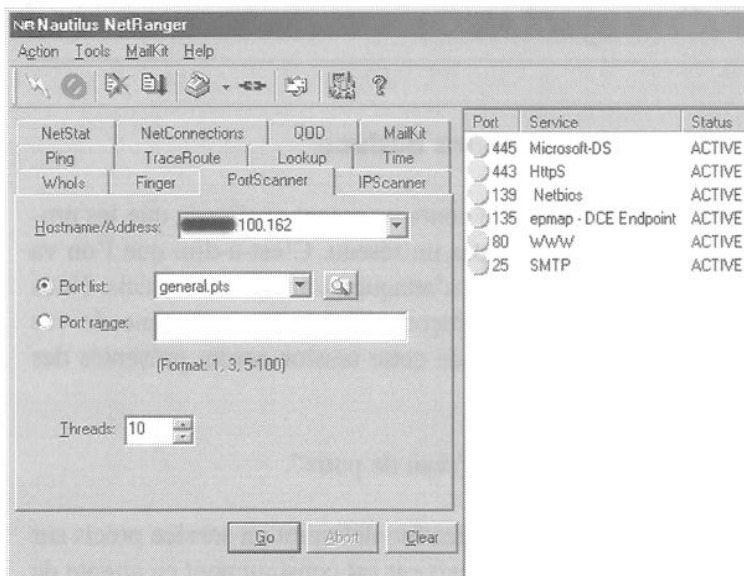 NR Nautilus NetRanger
Action Tools MailKit Help
NetStat NetConnections QOD MailKit
Ping TraceRoute Lookup Time
WhoIs Finger PortScanner IPScanner
Hostname/Address: .100.162
Port list: general.pts
Port range:
(Format: 1, 3, 5-100)
Threads: 10
Go Abort Clear
Port Service Status
445 Microsoft-DS ACTIVE
443 HttpS ACTIVE
139 Netbios ACTIVE
135 epmap - DCE Endpoint ACTIVE
80 WWW ACTIVE
25 SMTP ACTIVE